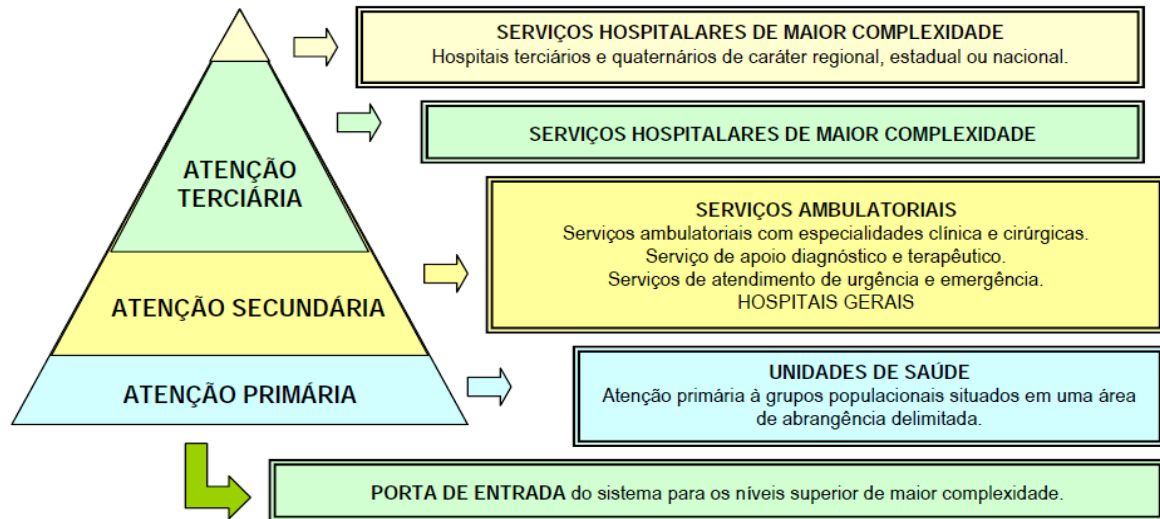 SERVIÇOS HOSPITALARES DE MAIOR COMPLEXIDADE
Hospitais terciários e quaternários de caráter regional, estadual ou nacional.
SERVIÇOS HOSPITALARES DE MAIOR COMPLEXIDADE
ATENÇÃO
TERCIÁRIA
SERVIÇOS AMBULATORIAIS
Serviços ambulatoriais com especialidades clínica e cirúrgicas.
Serviço de apoio diagnóstico e terapêutico.
Serviços de atendimento de urgência e emergência.
HOSPITAIS GERAIS
ATENÇÃO SECUNDÁRIA
UNIDADES DE SAÚDE
Atenção primária à grupos populacionais situados em uma área
de abrangência delimitada.
ATENÇÃO PRIMÁRIA
PORTA DE ENTRADA do sistema para os níveis superior de maior complexidade.